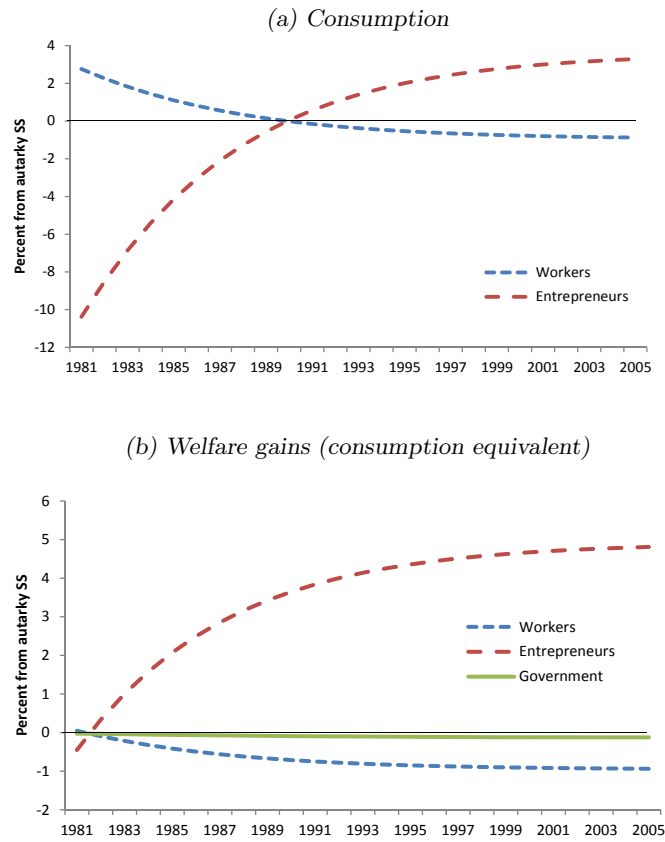 (a) Consumption
Percent from autarky SS
4
2
0
-2
-4
-6
-8
-10
-12
Workers
Entrepreneurs
1981 1983 1985 1987 1989 1991 1993 1995 1997 1999 2001 2003 2005
(b) Welfare gains (consumption equivalent)
Percent from autarky SS
6
5
4
3
2
1
0
-1
-2
Workers
Entrepreneurs
Government
1981 1983 1985 1987 1989 1991 1993 1995 1997 1999 2001 2003 2005